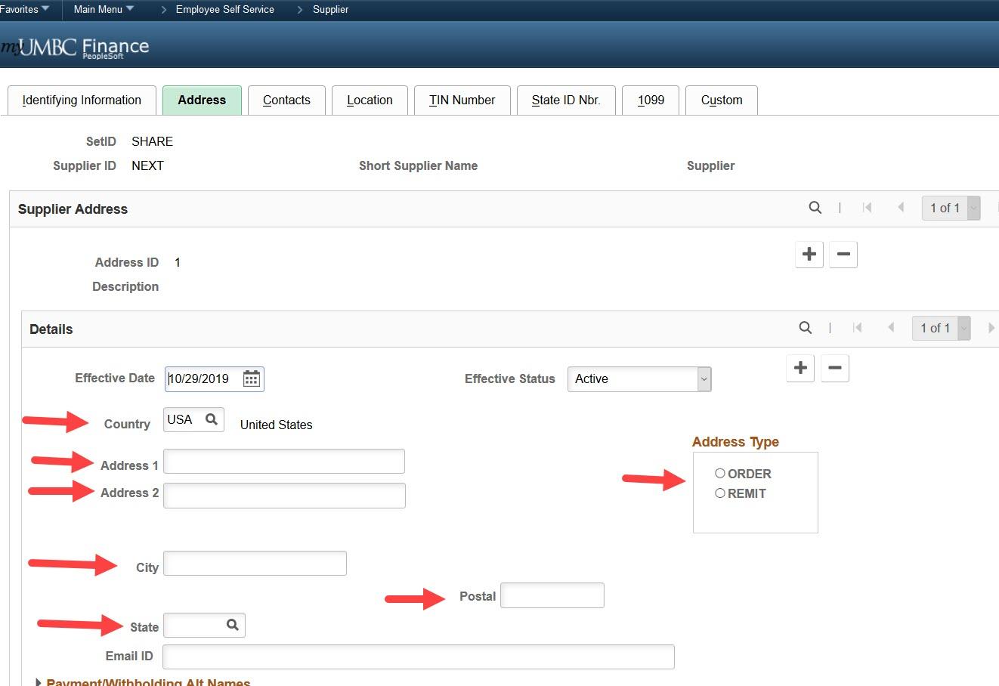 Favorites Main Menu > Employee Self Service > Supplier
myUMBC Finance
PeopleSoft
Identifying Information Address Contacts Location TIN Number State ID Nbr. 1099 Custom
SetID SHARE
Supplier ID NEXT Short Supplier Name Supplier
Supplier Address | 1 of 1
Address ID 1
Description
Details | 1 of 1
Effective Date 10/29/2019 Effective Status Active
Country USA United States
Address Type
Address 1
ORDER
Address 2
REMIT
City
Postal
State
Email ID
Payment/Withholding Alt Names